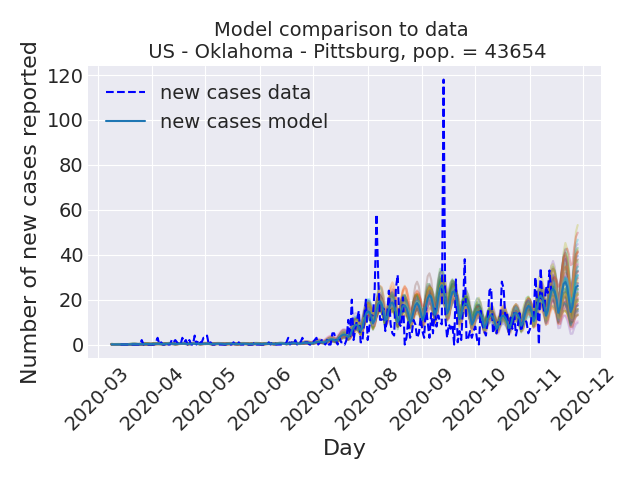 Model comparison to data
US - Oklahoma - Pittsburg, pop. = 43654
Number of new cases reported
120
100
80
60
40
20
0
new cases data
new cases model
2020-03
2020-04
2020-05
2020-06
2020-07
2020-08
2020-09
2020-10
2020-11
2020-12
Day